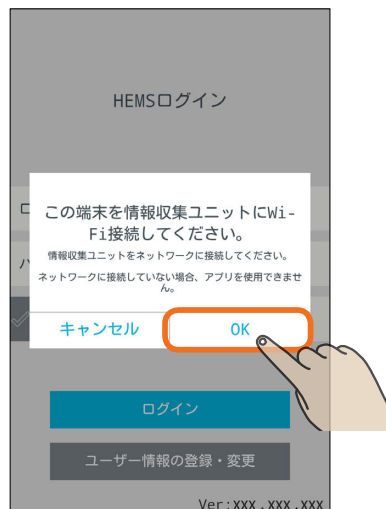 HEMSログイン
ロ
この端末を情報収集ユニットにWi-
Fi接続してください。
情報収集ユニットをネットワークに接続してください。
ハ
ネットワークに接続していない場合、アプリを使用できませ
ん。
キャンセル OK
ログイン
ユーザー情報の登録・変更
Ver:XXX.XXX.XXX